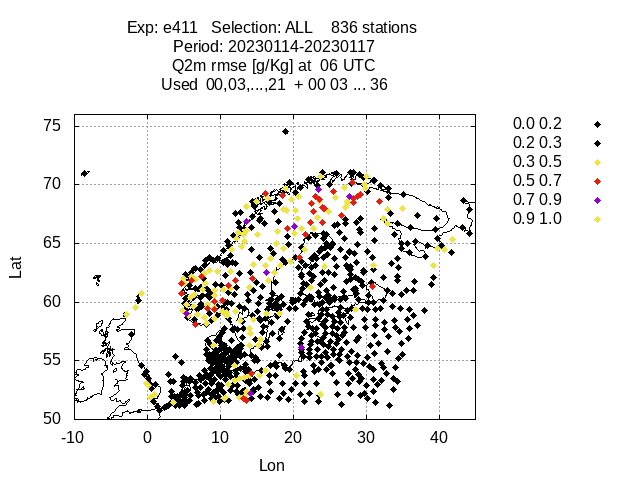 Exp: e411 Selection: ALL 836 stations
Period: 20230114-20230117
Q2m rmse [g/Kg] at 06 UTC
Used 00,03,...,21 + 00 03 ... 36
75
70
65
60
55
50
Lat
-10 0 10 20 30 40
Lon
0.0 0.2
0.2 0.3
0.3 0.5
0.5 0.7
0.7 0.9
0.9 1.0